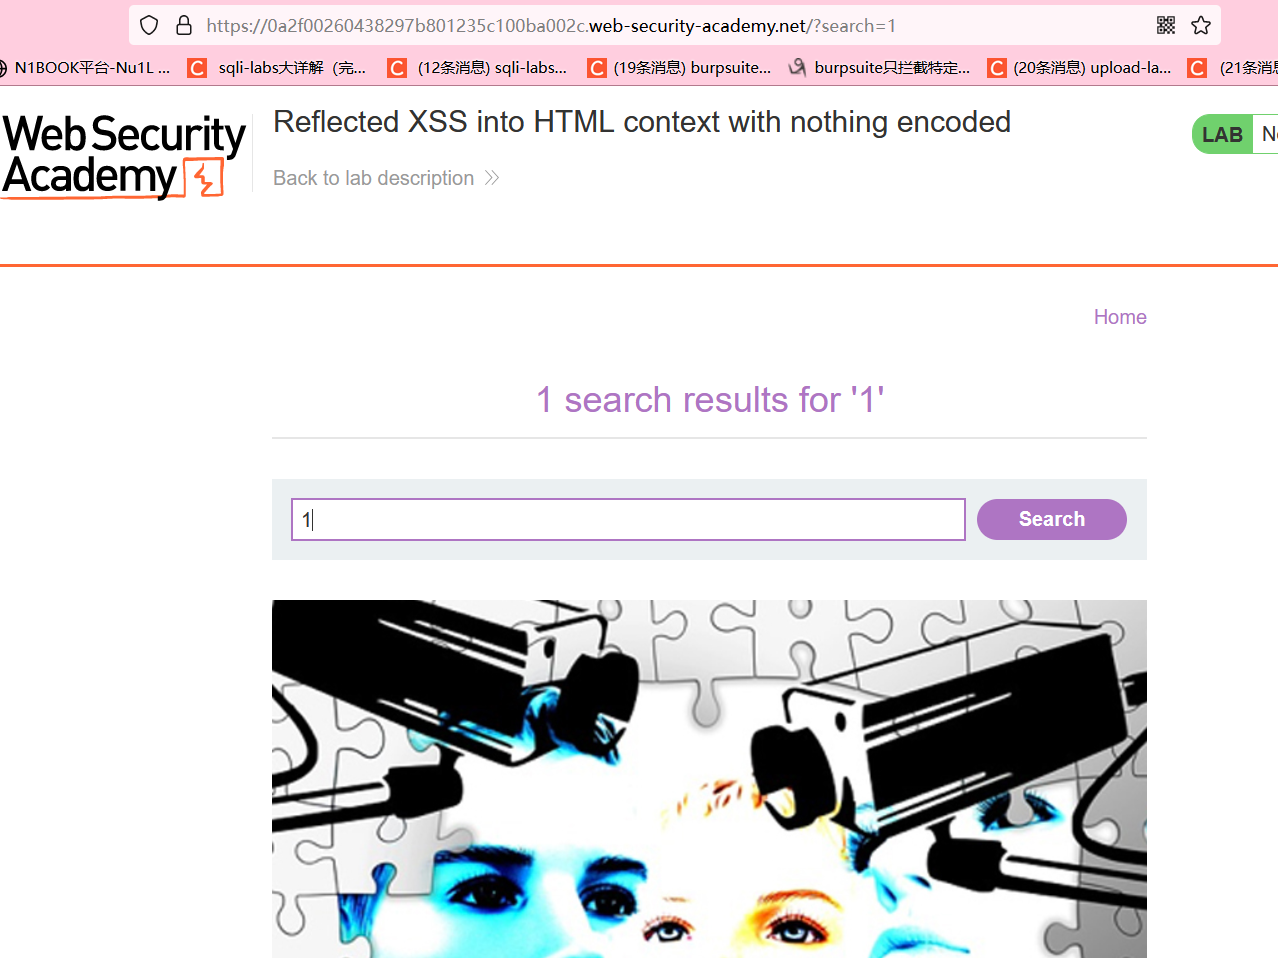 https://0a2f00260438297b801235c100ba002c.web-security-academy.net/?search=1
N1BOOK平台-Nu1L ... sqli-labs大详解（完... (12条消息) sqli-labs... (19条消息) burpsuite... burpsuite只拦截特定... (20条消息) upload-la... (21条消息
Web Security
Academy
Reflected XSS into HTML context with nothing encoded
Back to lab description
LAB
Home
1 search results for '1'
1
Search